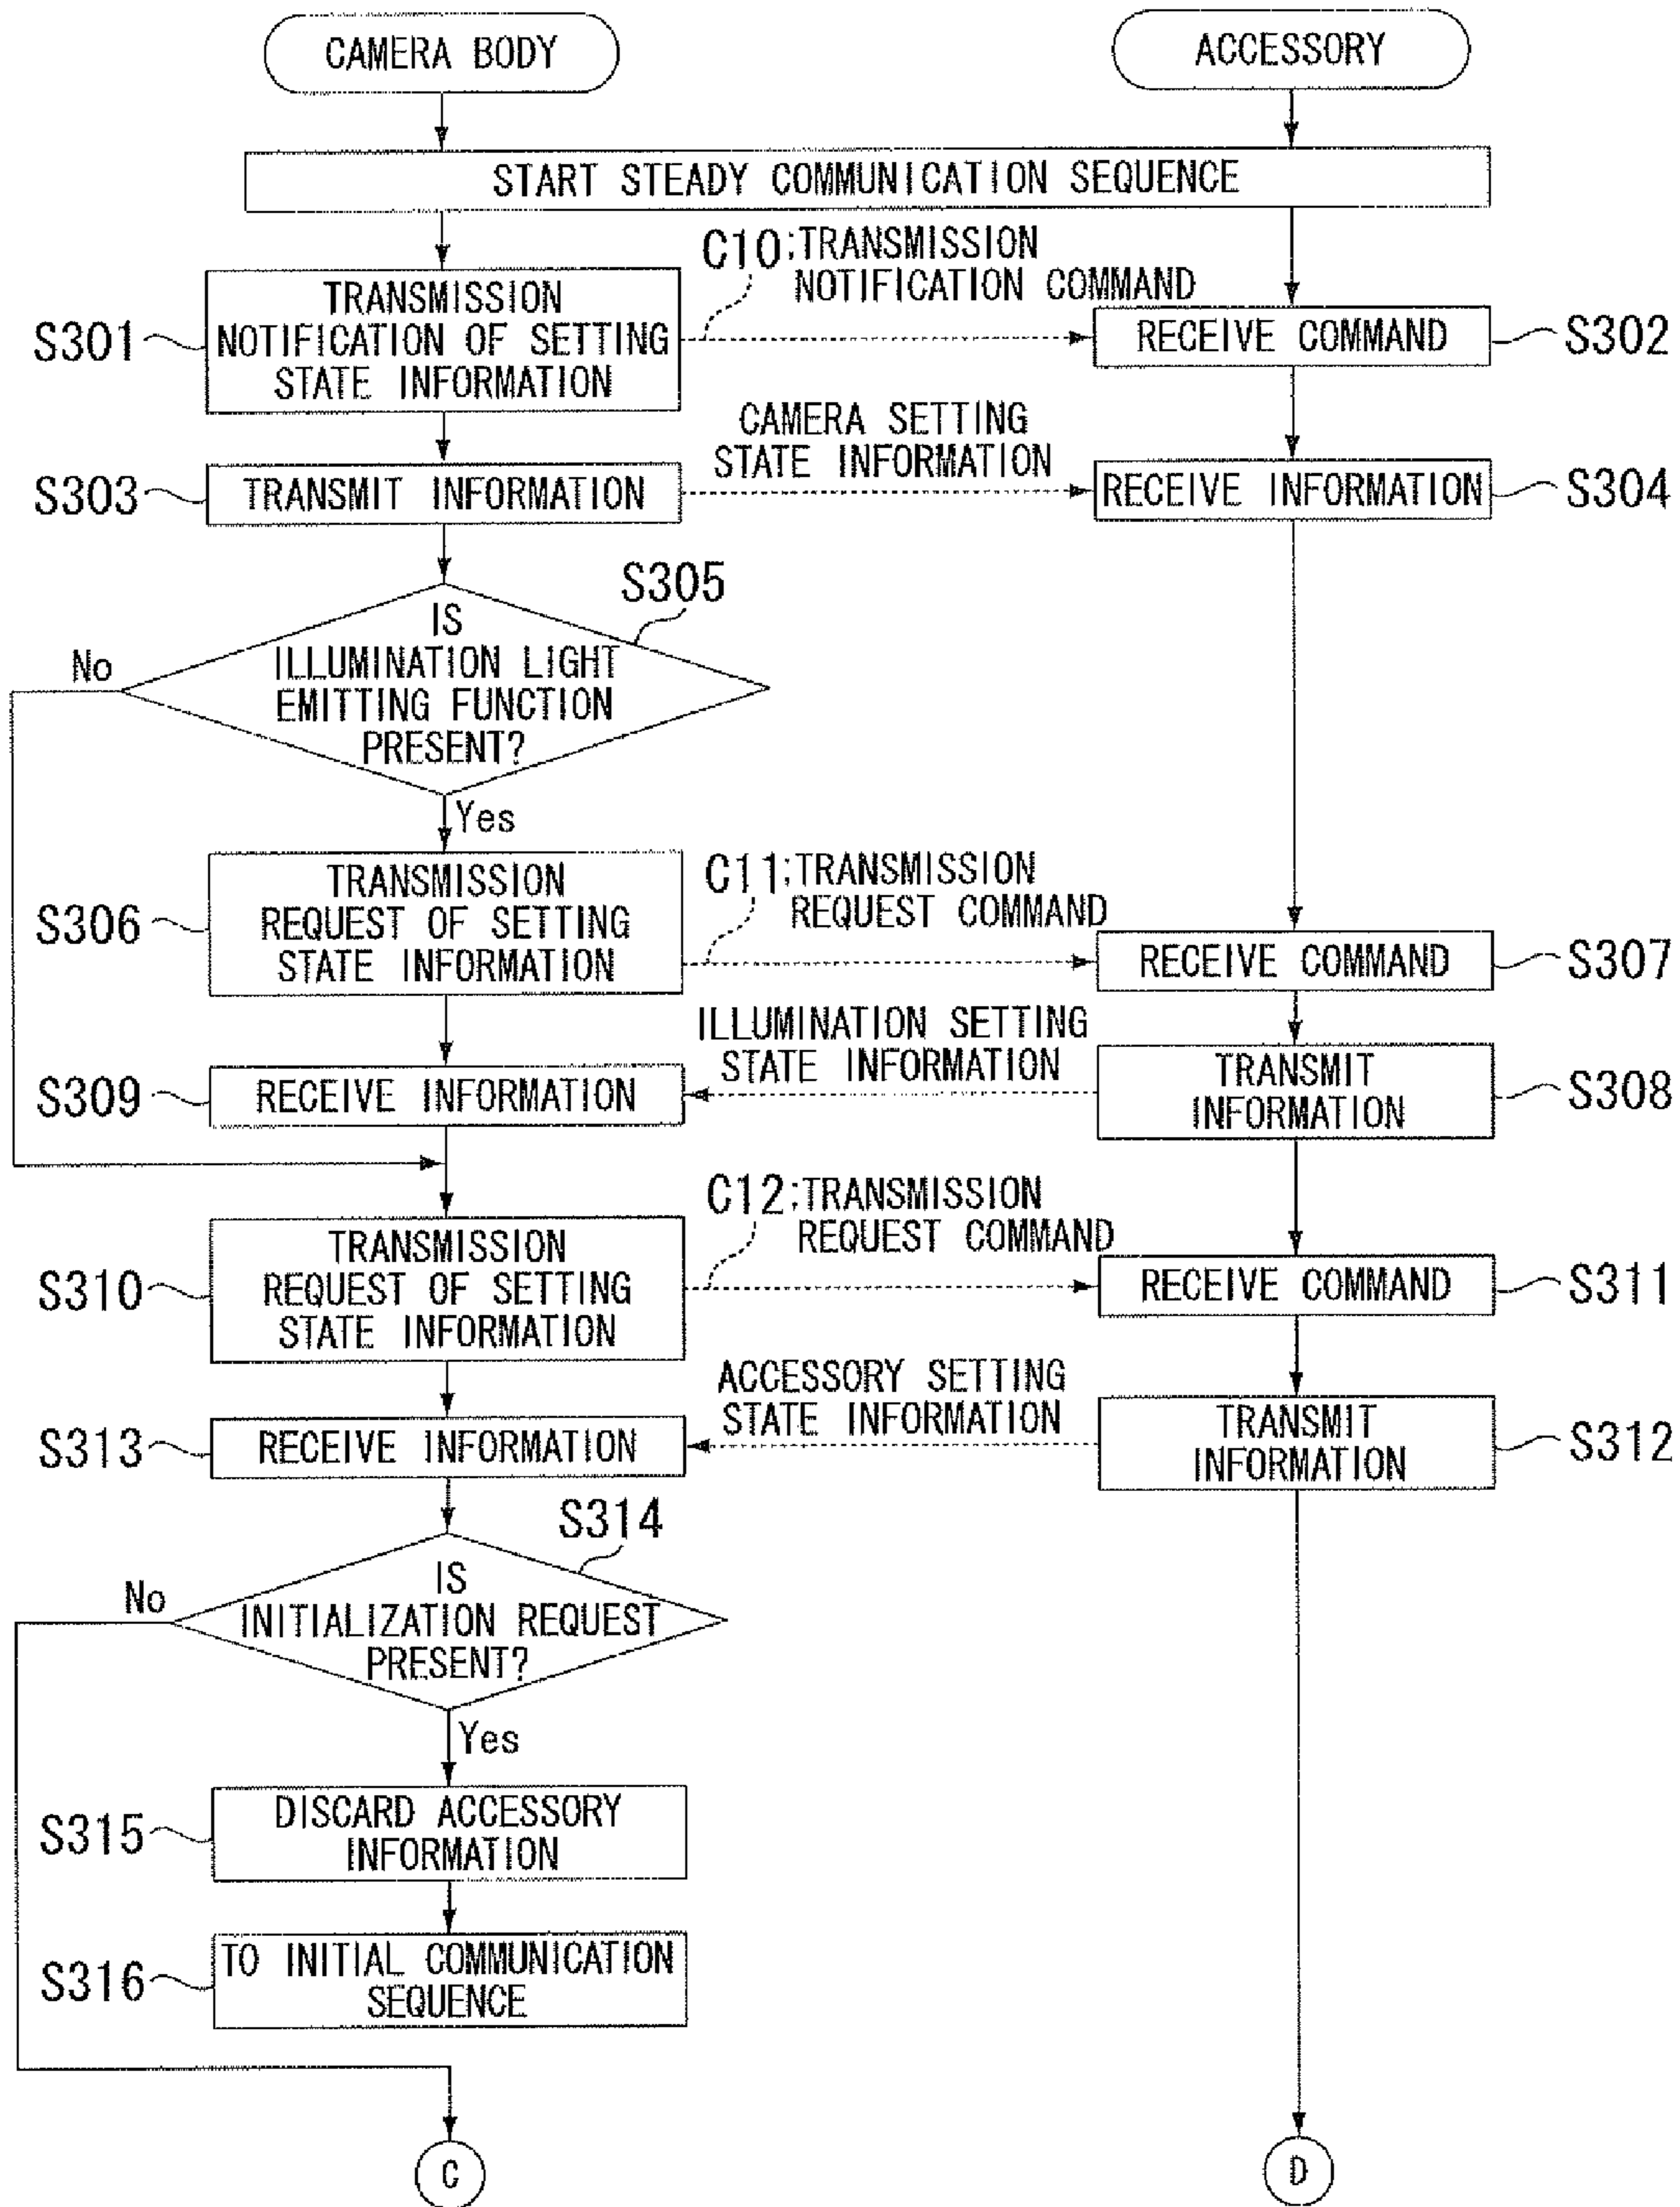 CAMERA BODY
ACCESSORY
START STEADY COMMUNICATION SEQUENCE
C10;TRANSMISSION
NOTIFICATION COMMAND
S301
TRANSMISSION
NOTIFICATION OF SETTING
STATE INFORMATION
RECEIVE COMMAND
S302
CAMERA SETTING
STATE INFORMATION
S303
TRANSMIT INFORMATION
RECEIVE INFORMATION
S304
S305
No
IS
ILLUMINATION LIGHT
EMITTING FUNCTION
PRESENT?
Yes
S306
TRANSMISSION
REQUEST OF SETTING
STATE INFORMATION
C11;TRANSMISSION
REQUEST COMMAND
RECEIVE COMMAND
S307
ILLUMINATION SETTING
STATE INFORMATION
S309
RECEIVE INFORMATION
TRANSMIT
INFORMATION
S308
C12;TRANSMISSION
REQUEST COMMAND
S310
TRANSMISSION
REQUEST OF SETTING
STATE INFORMATION
RECEIVE COMMAND
S311
ACCESSORY SETTING
STATE INFORMATION
S313
RECEIVE INFORMATION
TRANSMIT
INFORMATION
S312
S314
No
IS
INITIALIZATION REQUEST
PRESENT?
Yes
S315
DISCARD ACCESSORY
INFORMATION
S316
TO INITIAL COMMUNICATION
SEQUENCE
C
D